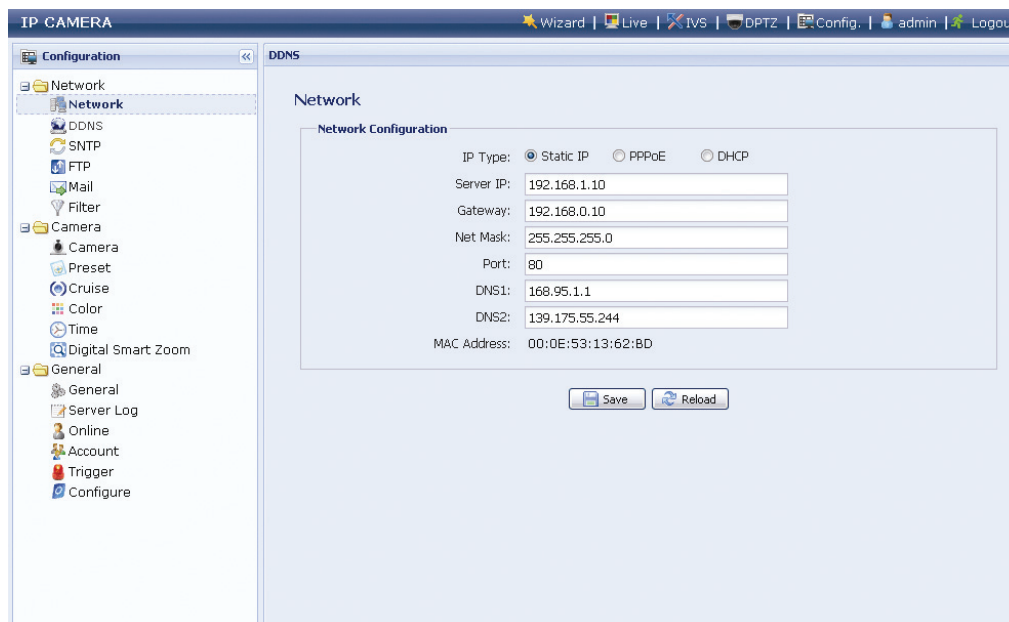 IP CAMERA
Wizard | Live | IVS | DPTZ | Config. | admin | Logou
Configuration
Network
Network
DDNS
SNTP
FTP
Mail
Filter
Camera
Camera
Preset
Cruise
Color
Time
Digital Smart Zoom
General
General
Server Log
Online
Account
Trigger
Configure
DDNS
Network
Network Configuration
IP Type: Static IP PPPoE DHCP
Server IP: 192.168.1.10
Gateway: 192.168.0.10
Net Mask: 255.255.255.0
Port: 80
DNS1: 168.95.1.1
DNS2: 139.175.55.244
MAC Address: 00:0E:53:13:62:BD
Save Reload